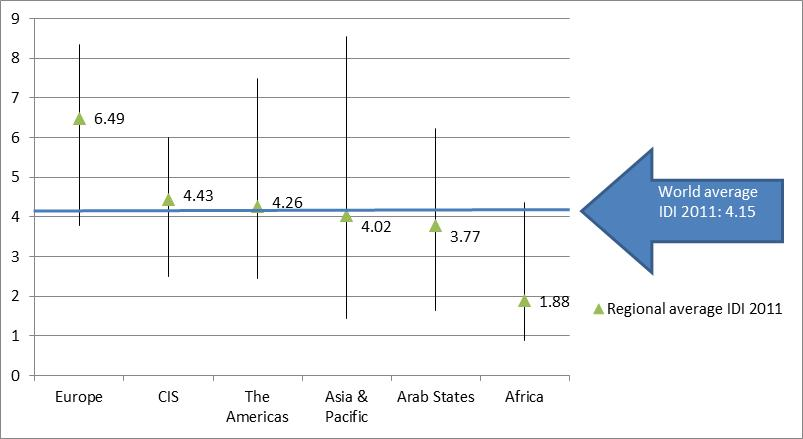 9
8
7
6
5
4
3
2
1
0
6.49
4.43
4.26
4.02
3.77
1.88
Europe
CIS
The
Americas
Asia &
Pacific
Arab States
Africa
World average
IDI 2011: 4.15
Regional average IDI 2011